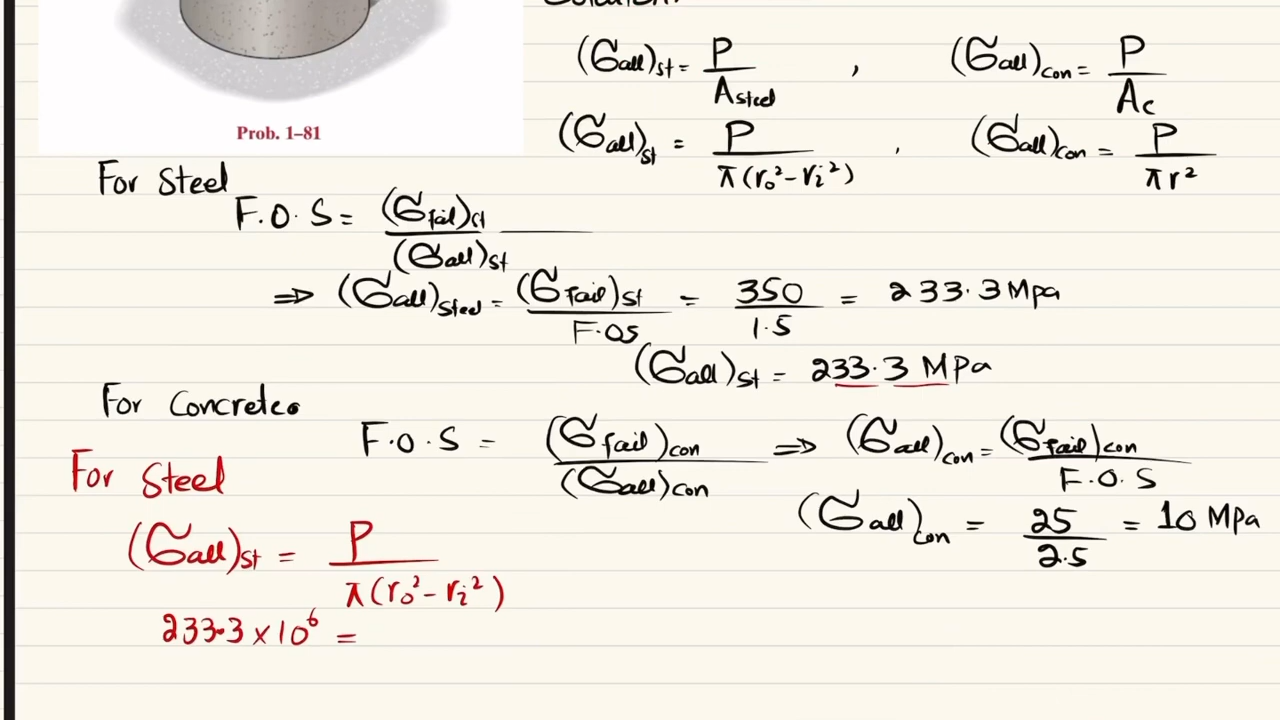 (σall)st = P / Asteel , (σall)con = P / Ac
Prob. 1–81
(σall)st = P / π(ro² - ri²) , (σall)con = P / πr²
For Steel
F.O.S = (σfail)st / (σall)st
⇒ (σall)steel = (σfail)st / F.OS = 350 / 1.5 = 233.3 Mpa
(σall)st = 233.3 MPa
For Concrete
F.O.S = (σfail)con / (σall)con ⇒ (σall)con = (σfail)con / F.O.S
For Steel
(σall)con = 25 / 2.5 = 10 MPa
(σall)st = P / π(ro² - ri²)
233.3 × 10⁶ =